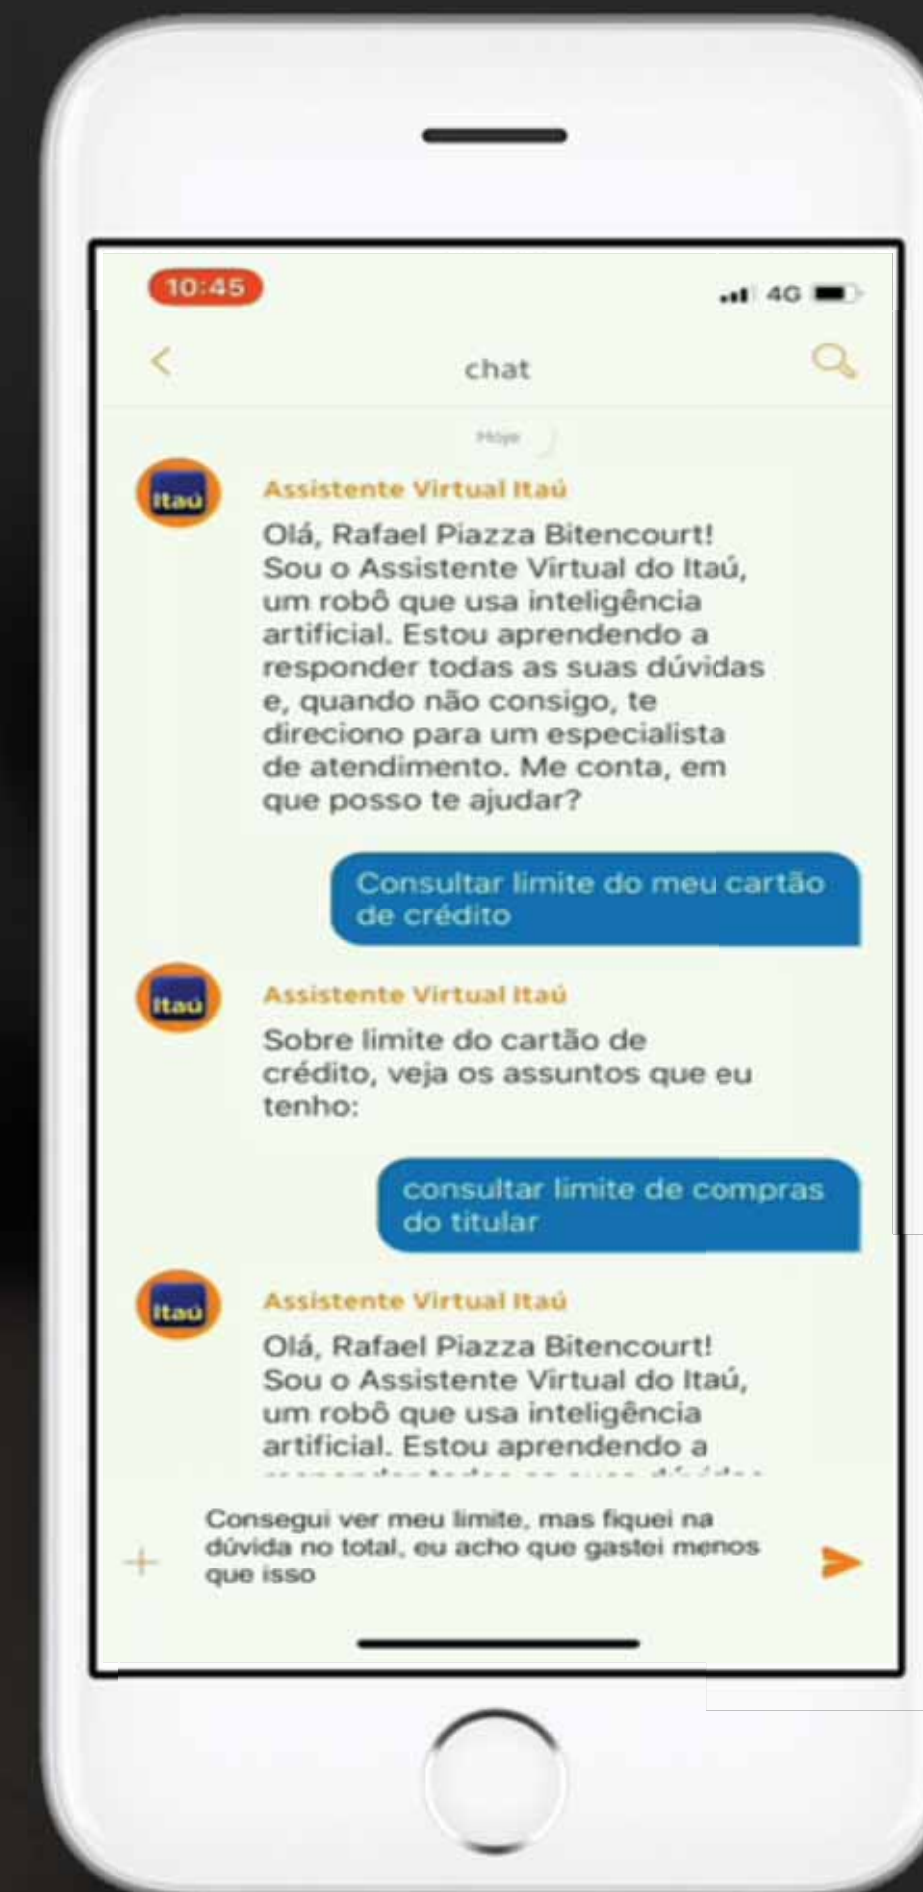 10:45
4G
chat
Hoje
Itaú
Assistente Virtual Itaú
Olá, Rafael Piazza Bitencourt!
Sou o Assistente Virtual do Itaú,
um robô que usa inteligência
artificial. Estou aprendendo a
responder todas as suas dúvidas
e, quando não consigo, te
direciono para um especialista
de atendimento. Me conta, em
que posso te ajudar?
Consultar limite do meu cartão
de crédito
Itaú
Assistente Virtual Itaú
Sobre limite do cartão de
crédito, veja os assuntos que eu
tenho:
consultar limite de compras
do titular
Itaú
Assistente Virtual Itaú
Olá, Rafael Piazza Bitencourt!
Sou o Assistente Virtual do Itaú,
um robô que usa inteligência
artificial. Estou aprendendo a
Consegui ver meu limite, mas fiquei na
dúvida no total, eu acho que gastei menos
que isso